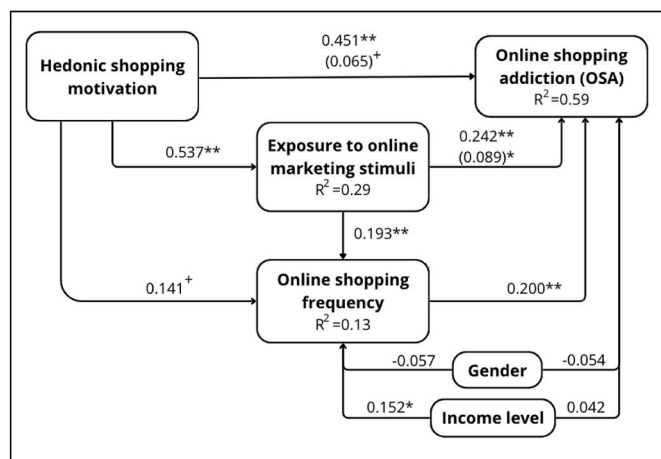 Hedonic shopping
motivation
0.451**
(0.065)⁺
Online shopping
addiction (OSA)
R²=0.59
0.537**
Exposure to online
marketing stimuli
R²=0.29
0.242**
(0.089)*
0.193**
0.141⁺
Online shopping
frequency
R²=0.13
0.200**
-0.057
Gender
-0.054
0.152*
Income level
0.042